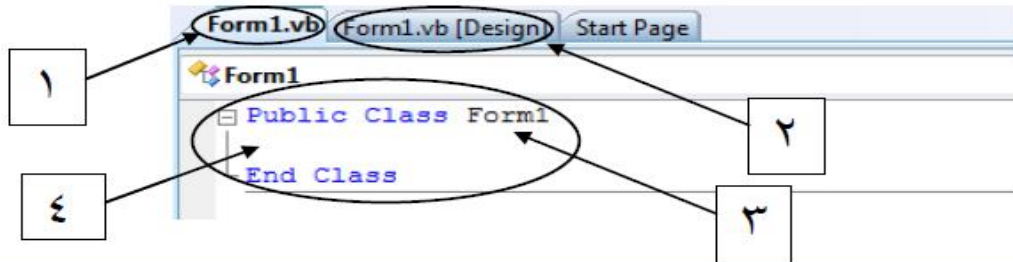 Form1.vb Form1.vb [Design] Start Page
١
Form1
٢
Public Class Form1
End Class
٤
٣